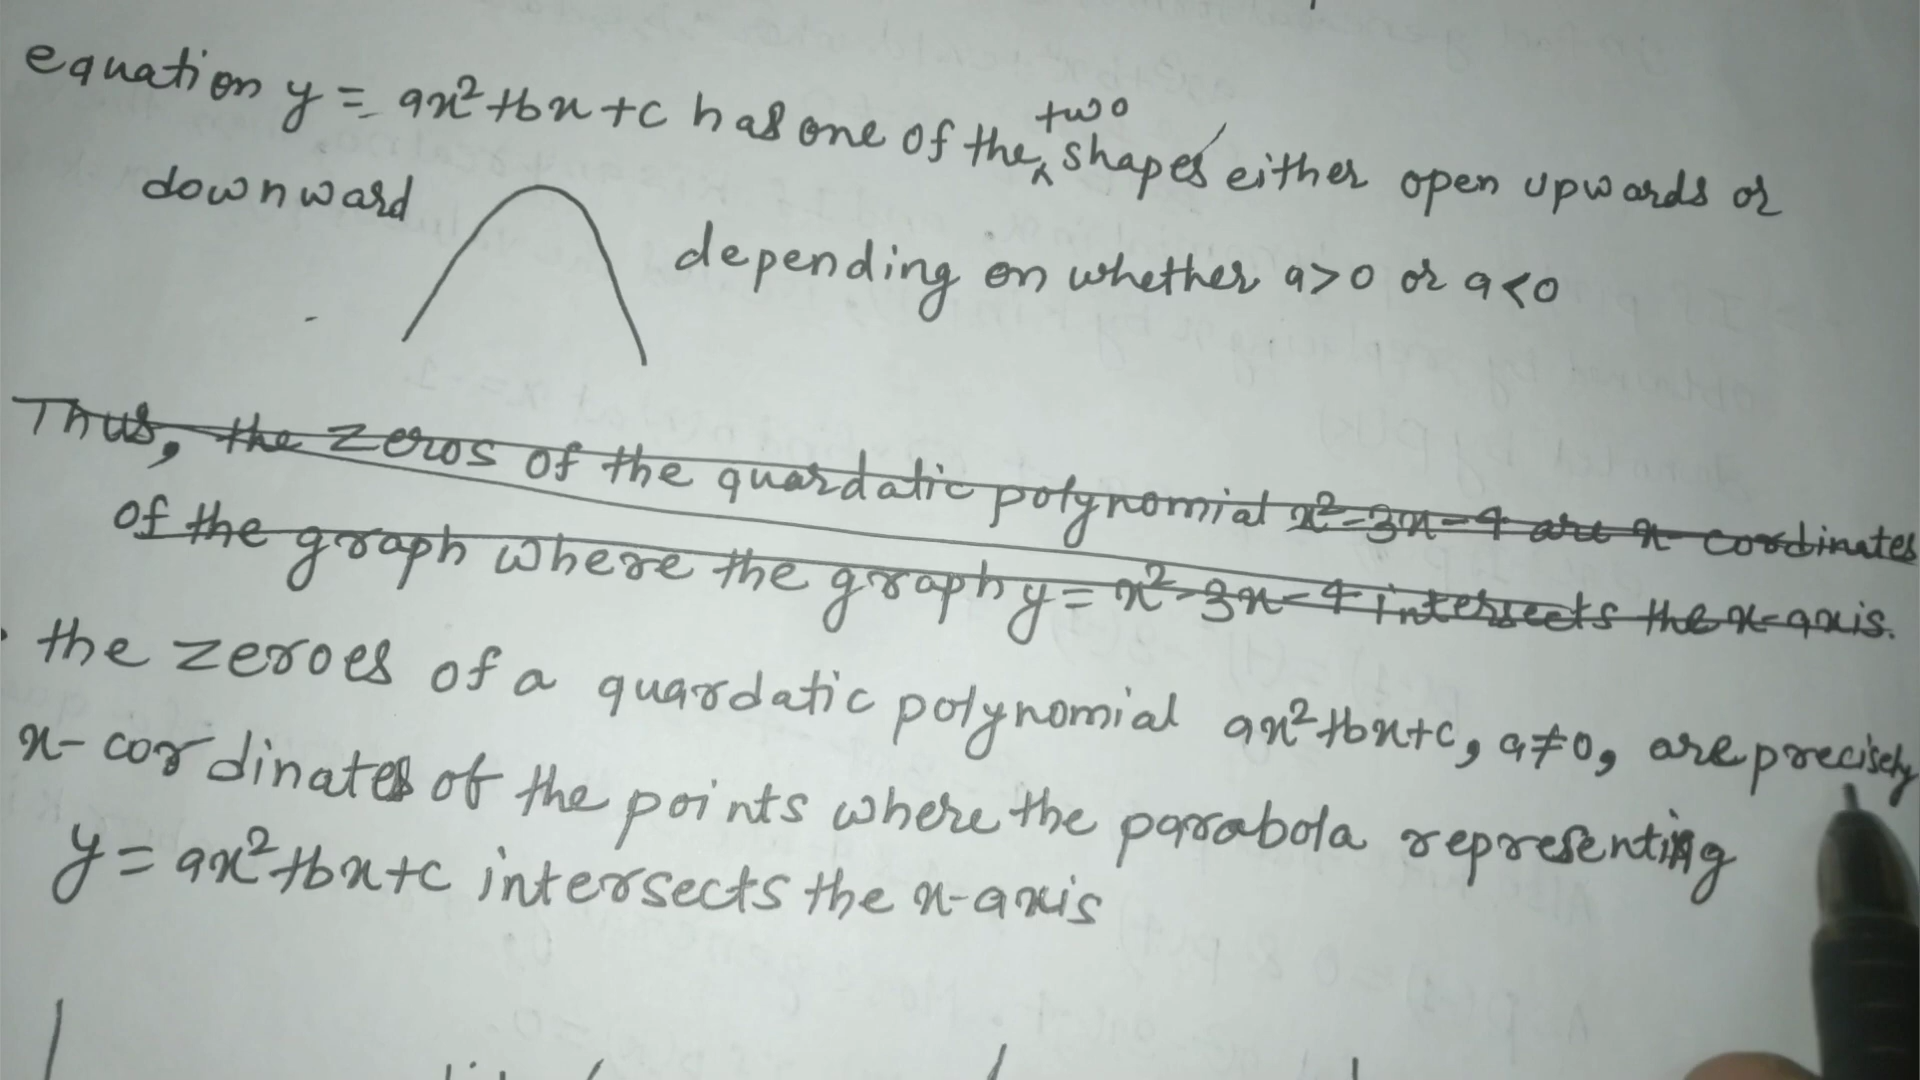 equation y = ax²+bx+c has one of the two shapes either open upwards or
downward depending on whether a>0 or a<0
Thus, the zeros of the quardatic polynomial x²-3x-4 are x- cordinates
of the graph where the graph y = x²-3x-4 intersects the x-axis.
the zeroes of a quardatic polynomial ax²+bx+c, a≠0, are precisely
x-cordinates of the points where the parabola representing
y = ax²+bx+c intersects the x-axis